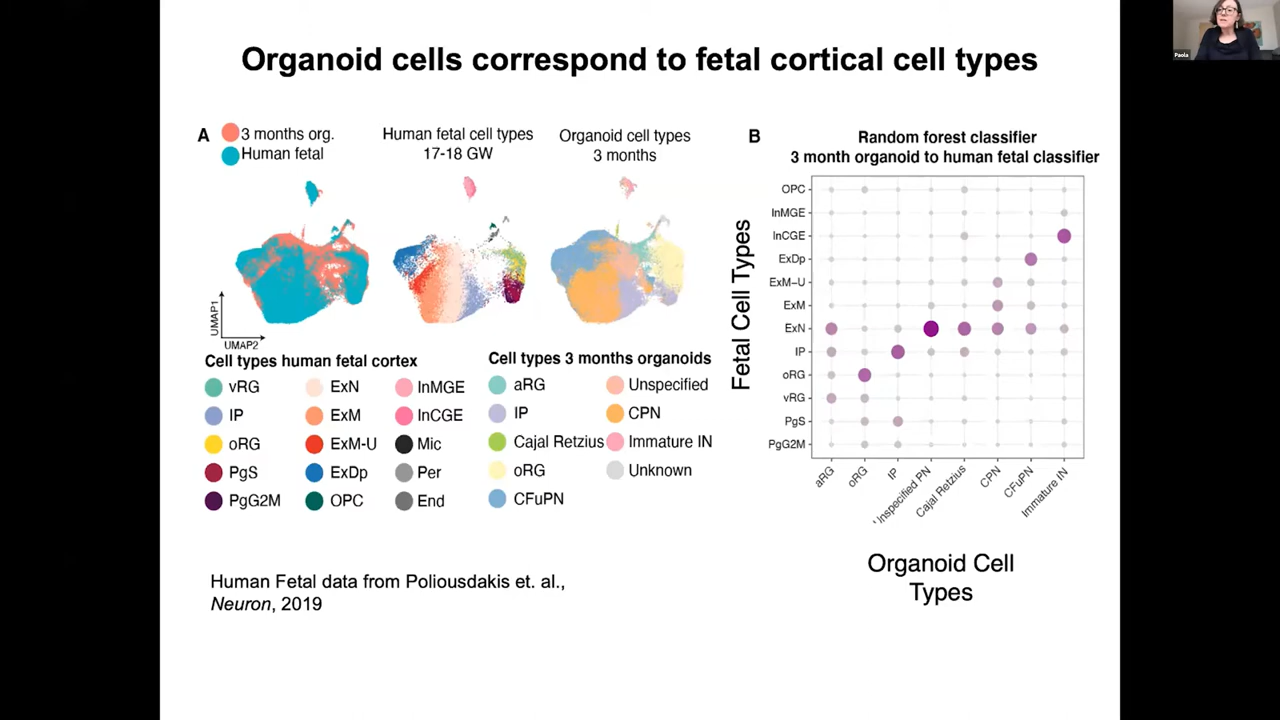 Organoid cells correspond to fetal cortical cell types
Paola
A
3 months org.
Human fetal
Human fetal cell types
17-18 GW
Organoid cell types
3 months
UMAP1
UMAP2
Cell types human fetal cortex
vRG
IP
oRG
PgS
PgG2M
ExN
ExM
ExM-U
ExDp
OPC
InMGE
InCGE
Mic
Per
End
Cell types 3 months organoids
aRG
IP
Cajal Retzius
oRG
CFuPN
Unspecified
CPN
Immature IN
Unknown
B
Random forest classifier
3 month organoid to human fetal classifier
Fetal Cell Types
OPC
InMGE
InCGE
ExDp
ExM-U
ExM
ExN
IP
oRG
vRG
PgS
PgG2M
aRG
oRG
IP
Unspecified PN
Cajal Retzius
CPN
CFuPN
Immature IN
Organoid Cell
Types
Human Fetal data from Poliousdakis et. al.,
Neuron, 2019